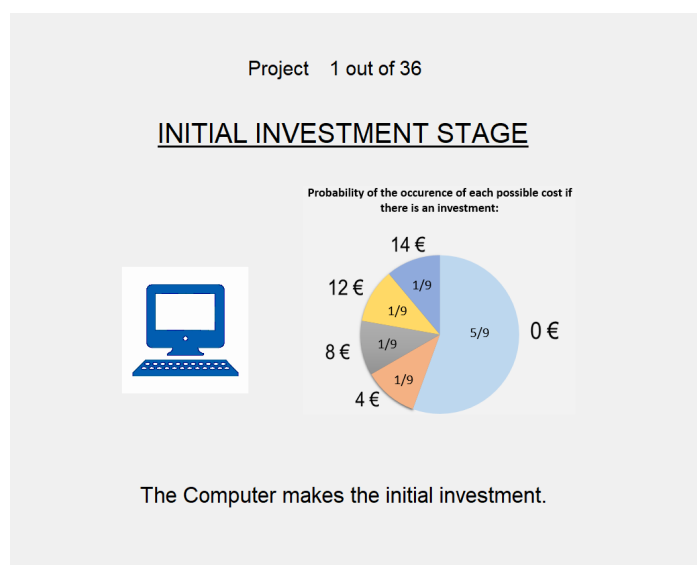 Project 1 out of 36
INITIAL INVESTMENT STAGE
Probability of the occurence of each possible cost if
there is an investment:
14 €
1/9
12 €
1/9
5/9
0 €
8 €
1/9
1/9
4 €
The Computer makes the initial investment.